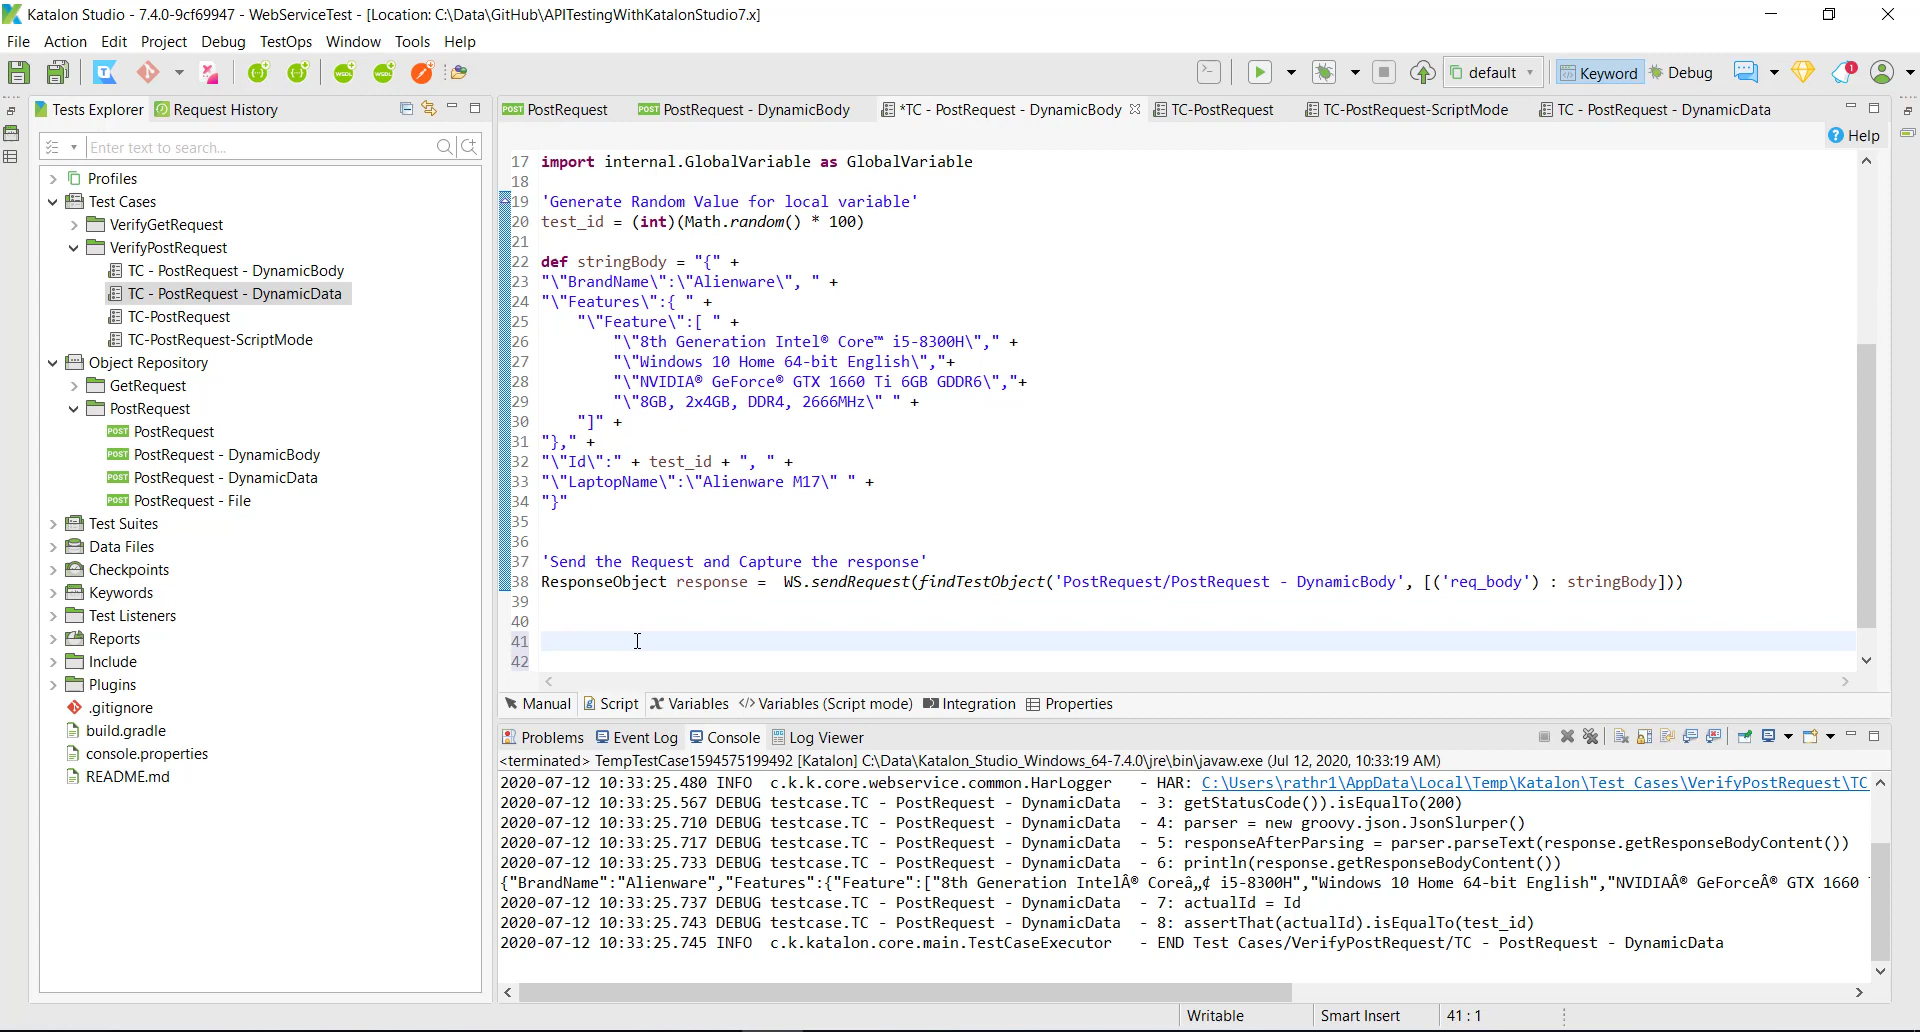 Katalon Studio - 7.4.0-9cf69947 - WebServiceTest - [Location: C:\Data\GitHub\APITestingWithKatalonStudio7.x]
File Action Edit Project Debug TestOps Window Tools Help
default Keyword Debug 1
Tests Explorer Request History
Enter text to search...
Profiles
Test Cases
VerifyGetRequest
VerifyPostRequest
TC - PostRequest - DynamicBody
TC - PostRequest - DynamicData
TC-PostRequest
TC-PostRequest-ScriptMode
Object Repository
GetRequest
PostRequest
POST PostRequest
POST PostRequest - DynamicBody
POST PostRequest - DynamicData
POST PostRequest - File
Test Suites
Data Files
Checkpoints
Keywords
Test Listeners
Reports
Include
Plugins
.gitignore
build.gradle
console.properties
README.md
POST PostRequest POST PostRequest - DynamicBody *TC - PostRequest - DynamicBody TC-PostRequest TC-PostRequest-ScriptMode TC - PostRequest - DynamicData
Help
17 import internal.GlobalVariable as GlobalVariable
18
19 'Generate Random Value for local variable'
20 test_id = (int)(Math.random() * 100)
21
22 def stringBody = "{" +
23 "\"BrandName\":\"Alienware\", " +
24 "\"Features\":{ " +
25 "\"Feature\":[ " +
26 "\"8th Generation Intel® Core™ i5-8300H\"," +
27 "\"Windows 10 Home 64-bit English\","+
28 "\"NVIDIA® GeForce® GTX 1660 Ti 6GB GDDR6\","+
29 "\"8GB, 2x4GB, DDR4, 2666MHz\" " +
30 "]" +
31 "}," +
32 "\"Id\":" + test_id + ", " +
33 "\"LaptopName\":\"Alienware M17\" " +
34 "}"
35
36
37 'Send the Request and Capture the response'
38 ResponseObject response = WS.sendRequest(findTestObject('PostRequest/PostRequest - DynamicBody', [('req_body') : stringBody]))
39
40
41
42
Manual Script Variables Variables (Script mode) Integration Properties
Problems Event Log Console Log Viewer
<terminated> TempTestCase1594575199492 [Katalon] C:\Data\Katalon_Studio_Windows_64-7.4.0\jre\bin\javaw.exe (Jul 12, 2020, 10:33:19 AM)
2020-07-12 10:33:25.480 INFO c.k.k.core.webservice.common.HarLogger - HAR: C:\Users\rathr1\AppData\Local\Temp\Katalon\Test Cases\VerifyPostRequest\TC
2020-07-12 10:33:25.567 DEBUG testcase.TC - PostRequest - DynamicData - 3: getStatusCode()).isEqualTo(200)
2020-07-12 10:33:25.710 DEBUG testcase.TC - PostRequest - DynamicData - 4: parser = new groovy.json.JsonSlurper()
2020-07-12 10:33:25.717 DEBUG testcase.TC - PostRequest - DynamicData - 5: responseAfterParsing = parser.parseText(response.getResponseBodyContent())
2020-07-12 10:33:25.733 DEBUG testcase.TC - PostRequest - DynamicData - 6: println(response.getResponseBodyContent())
{"BrandName":"Alienware","Features":{"Feature":["8th Generation IntelÂ® Coreâ„¢ i5-8300H","Windows 10 Home 64-bit English","NVIDIAÂ® GeForceÂ® GTX 1660
2020-07-12 10:33:25.737 DEBUG testcase.TC - PostRequest - DynamicData - 7: actualId = Id
2020-07-12 10:33:25.743 DEBUG testcase.TC - PostRequest - DynamicData - 8: assertThat(actualId).isEqualTo(test_id)
2020-07-12 10:33:25.745 INFO c.k.katalon.core.main.TestCaseExecutor - END Test Cases/VerifyPostRequest/TC - PostRequest - DynamicData
Writable Smart Insert 41 : 1